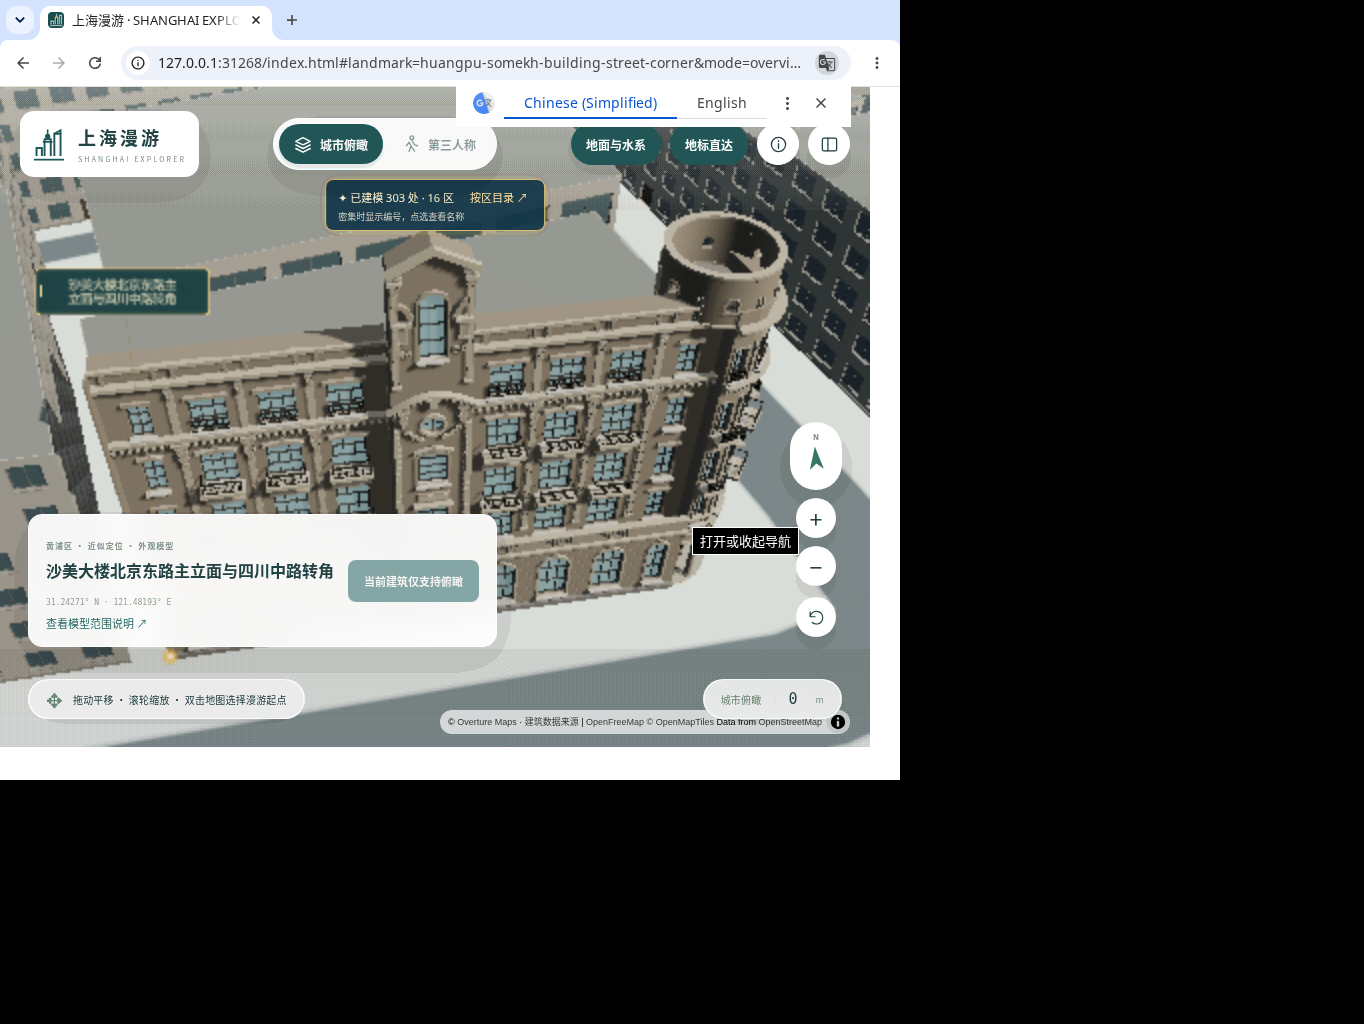 上海漫游 · SHANGHAI EXPLO
127.0.0.1:31268/index.html#landmark=huangpu-somekh-building-street-corner&mode=overvi...
Chinese (Simplified)
English
上海漫游
SHANGHAI EXPLORER
城市俯瞰
第三人称
地面与水系
地标直达
✦ 已建模 303 处 · 16 区 按区目录 ↗
密集时显示编号，点选查看名称
沙美大楼北京东路主
立面与四川中路转角
N
打开或收起导航
黄浦区 · 近似定位 · 外观模型
沙美大楼北京东路主立面与四川中路转角
当前建筑仅支持俯瞰
31.24271° N · 121.48193° E
查看模型范围说明 ↗
拖动平移 · 滚轮缩放 · 双击地图选择漫游起点
城市俯瞰 0 m
© Overture Maps · 建筑数据来源 | OpenFreeMap © OpenMapTiles Data from OpenStreetMap